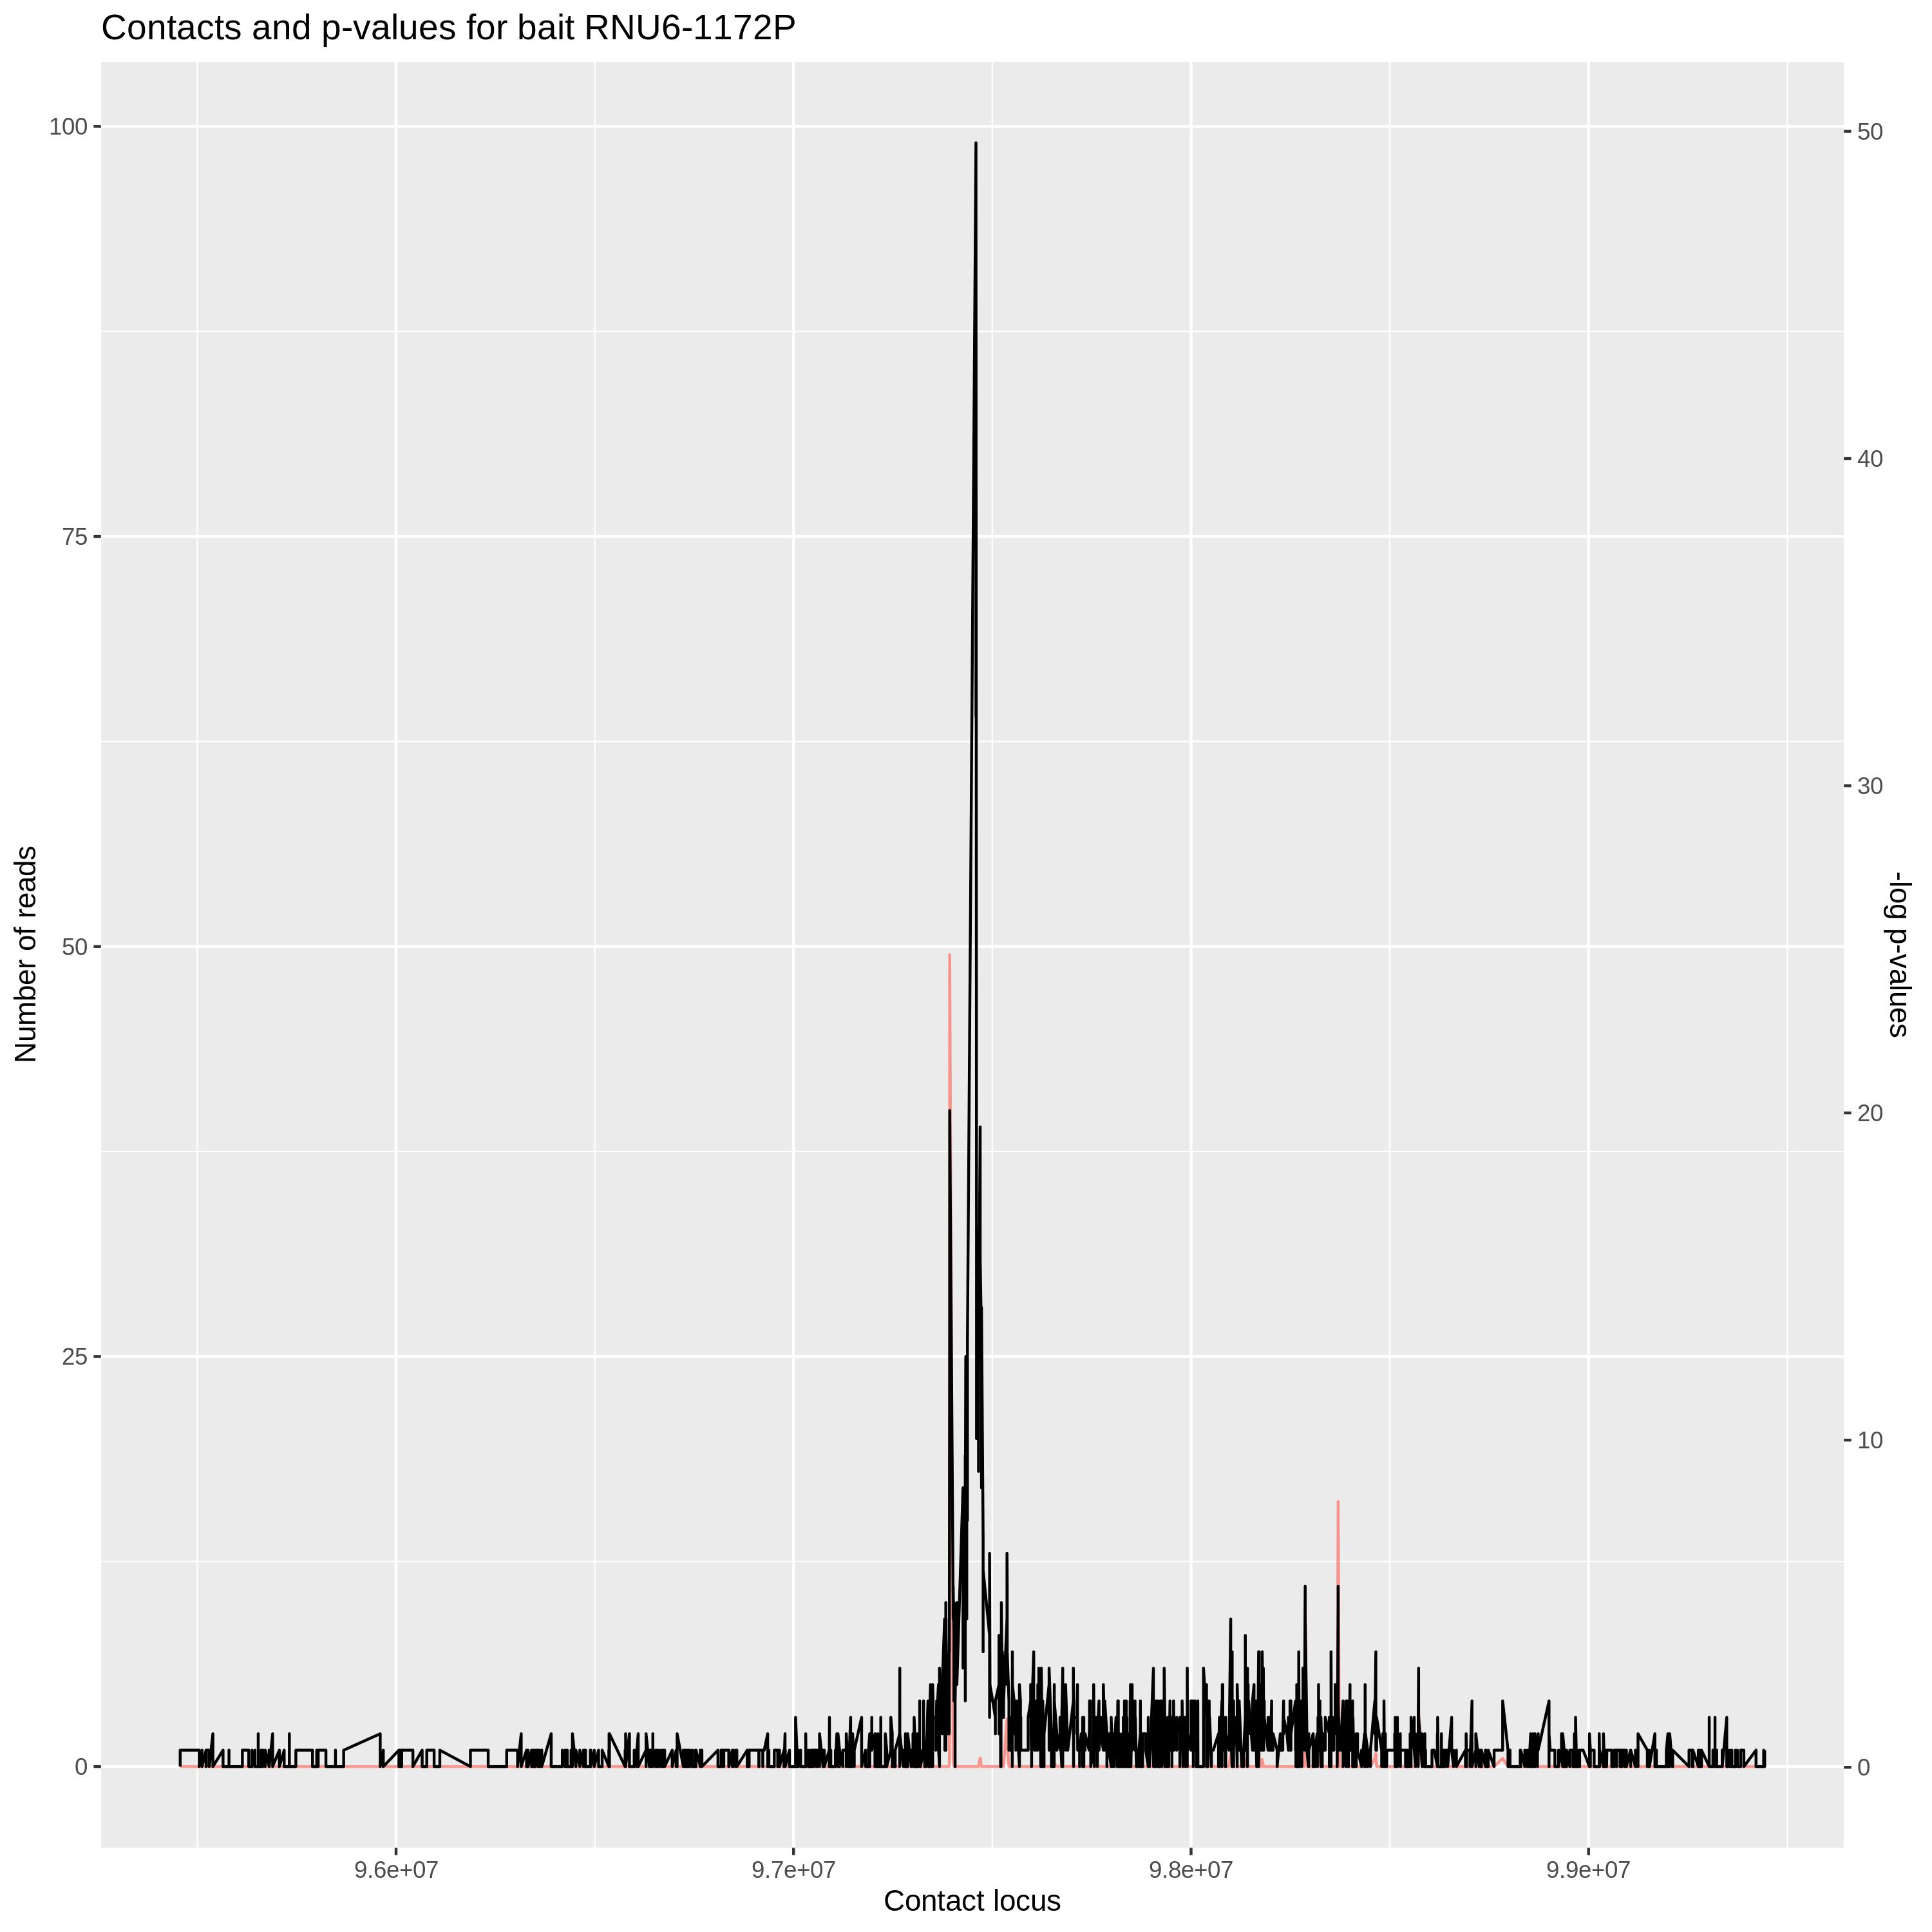 Contacts and p-values for bait RNU6-1172P
100
75
50
25
0
Number of reads
50
40
30
20
10
0
-log p-values
9.6e+07
9.7e+07
9.8e+07
9.9e+07
Contact locus